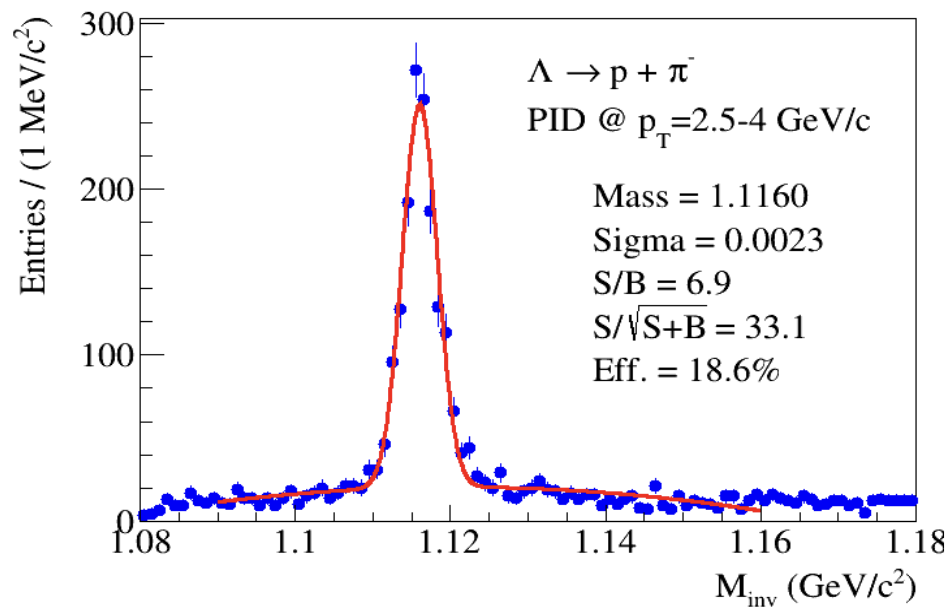 300
200
100
0
Entries / (1 MeV/c²)
Λ → p + π⁻
PID @ p_T=2.5-4 GeV/c
Mass = 1.1160
Sigma = 0.0023
S/B = 6.9
S/√S+B = 33.1
Eff. = 18.6%
1.08 1.1 1.12 1.14 1.16 1.18
M_inv (GeV/c²)